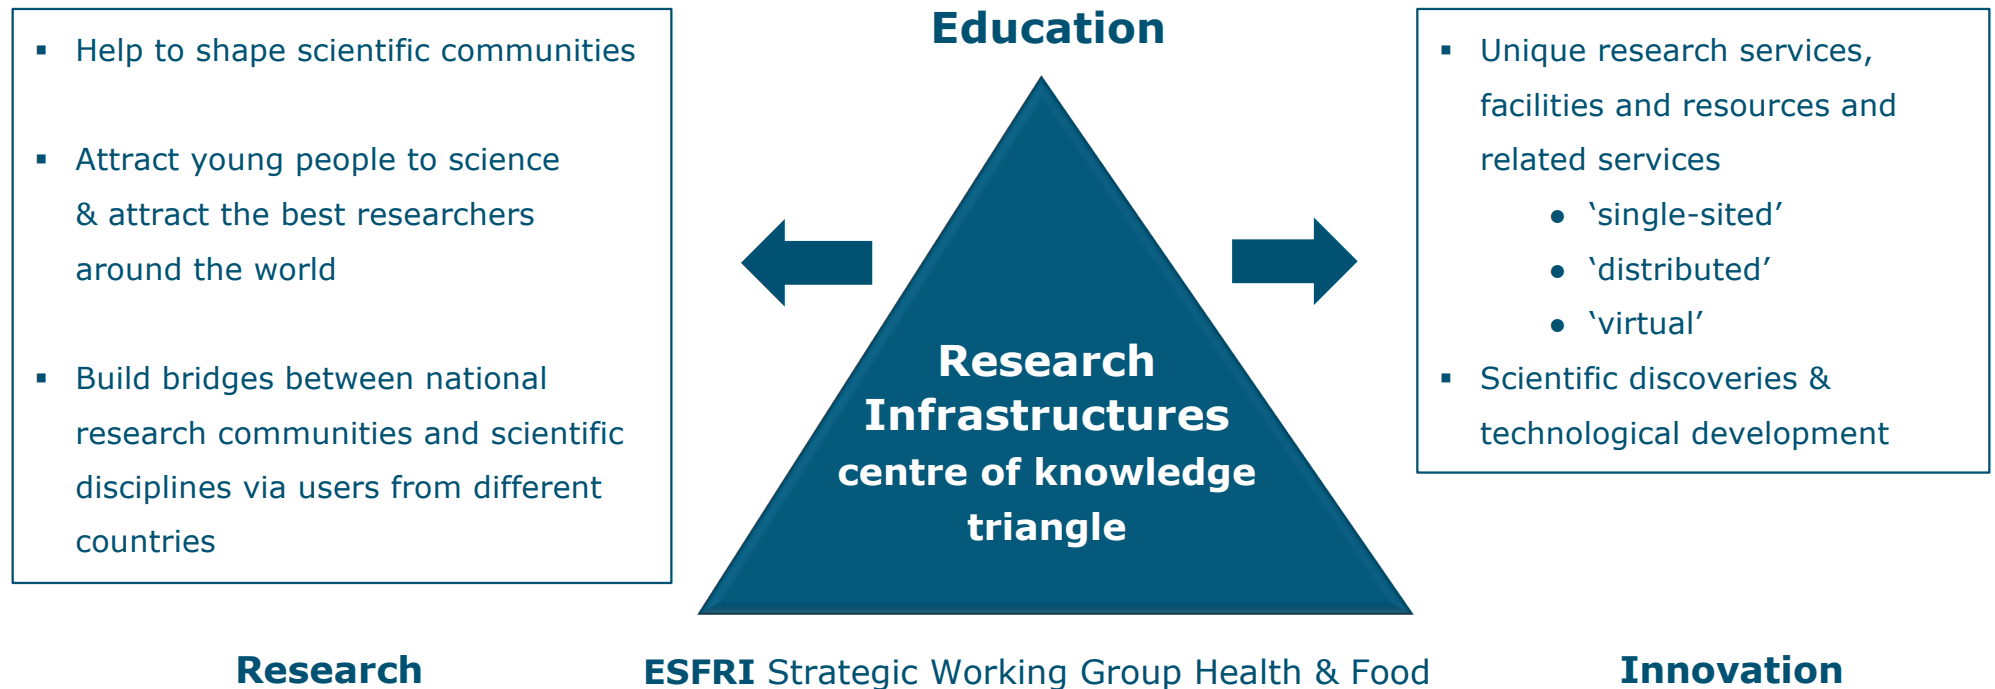 Education
▪ Help to shape scientific communities
▪ Attract young people to science
& attract the best researchers
around the world
▪ Build bridges between national
research communities and scientific
disciplines via users from different
countries
Research
Infrastructures
centre of knowledge
triangle
▪ Unique research services,
facilities and resources and
related services
● ‘single-sited’
● ‘distributed’
● ‘virtual’
▪ Scientific discoveries &
technological development
Research
ESFRI Strategic Working Group Health & Food
Innovation